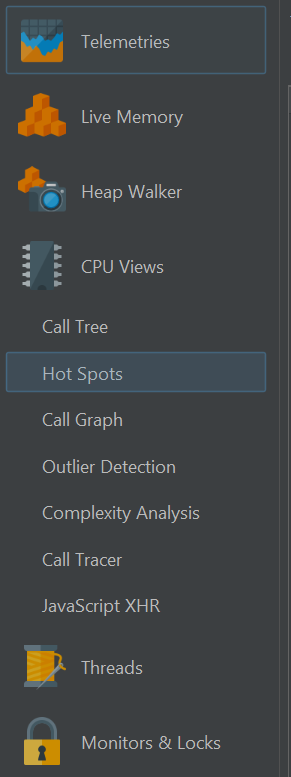 Telemetries
Live Memory
Heap Walker
CPU Views
Call Tree
Hot Spots
Call Graph
Outlier Detection
Complexity Analysis
Call Tracer
JavaScript XHR
Threads
Monitors & Locks